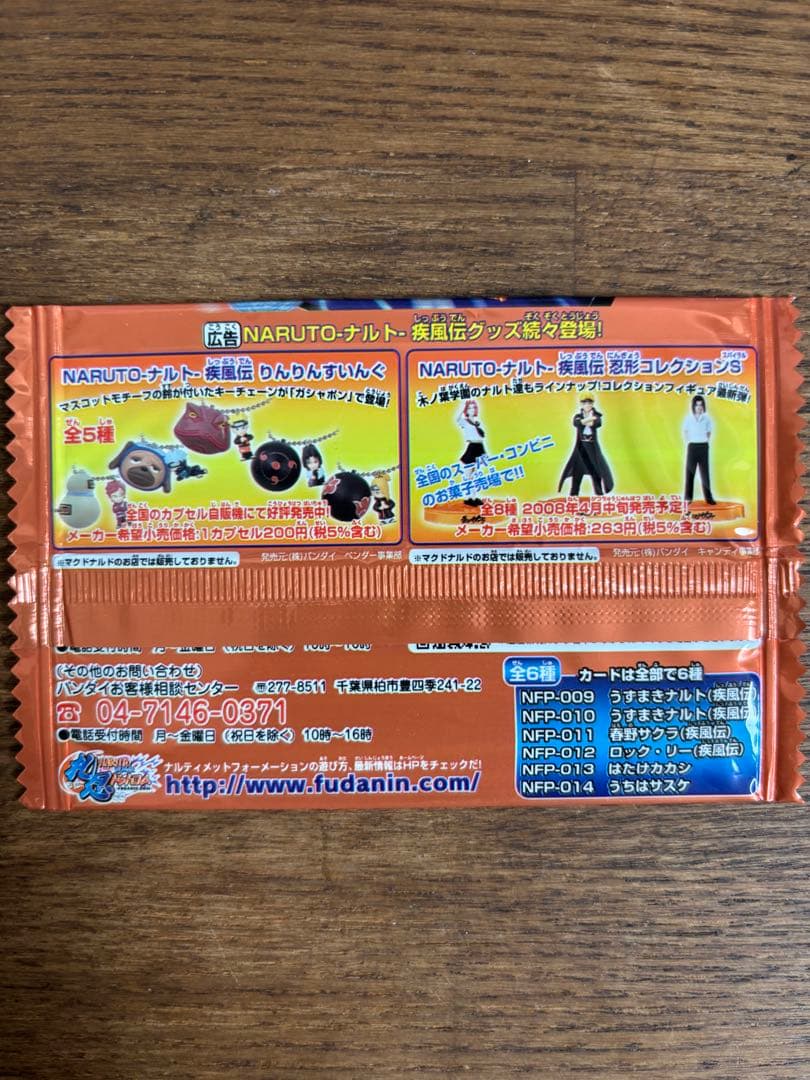 広告 NARUTO-ナルト- 疾風伝グッズ続々登場!
NARUTO-ナルト- 疾風伝 りんりんすいんぐ
マスコットモチーフの鈴が付いたキーチェーンが「ガシャポン」で登場!
全5種
全国のカプセル自販機にて好評発売中!
メーカー希望小売価格:1カプセル200円(税5%含む)
※マクドナルドのお店では販売しておりません。
発売元:(株)バンダイ ベンダー事業部
NARUTO-ナルト- 疾風伝 忍形コレクションS
木ノ葉学園のナルト達もラインナップ!コレクションフィギュア最新弾!
全国のスーパー・コンビニ
のお菓子売場で!!
全8種 2008年4月中旬発売予定!
メーカー希望小売価格:263円(税5%含む)
※マクドナルドのお店では販売しておりません。
発売元:(株)バンダイ キャンディ事業
●電話受付時間 月~金曜日(祝日を除く)10時~16時
(その他のお問い合わせ)
バンダイお客様相談センター 〒277-8511 千葉県柏市豊四季241-22
☎ 04-7146-0371
●電話受付時間 月~金曜日(祝日を除く)10時~16時
ナルティメットフォーメーションの遊び方、最新情報はHPをチェックだ!
http://www.fudanin.com/
全6種 カードは全部で6種
NFP-009 うずまきナルト(疾風伝)
NFP-010 うずまきナルト(疾風伝)
NFP-011 春野サクラ(疾風伝)
NFP-012 ロック・リー(疾風伝)
NFP-013 はたけカカシ
NFP-014 うちはサスケ